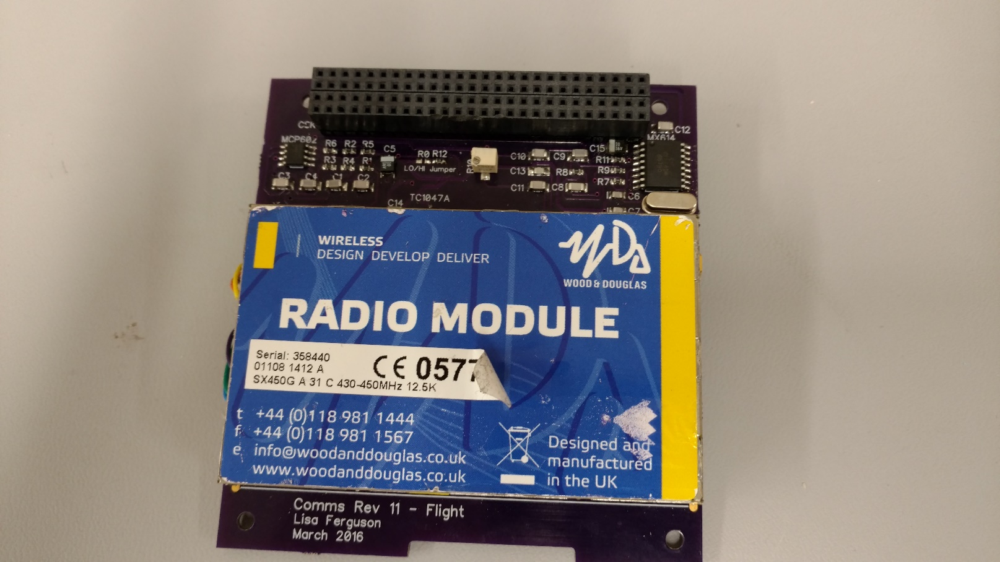 CSK
MCP602
R6 R2 R5
R3 R4 R1
C3 C4 C1 C2
C5
R0 R12
LO/HI Jumper
TC1047A
C14
C10 C9 C15
C13 R8
C11 C8
R11
R9
R7
C6
C7
MX614
C12
WIRELESS
DESIGN DEVELOP DELIVER
WOOD & DOUGLAS
RADIO MODULE
Serial: 358440
01108 1412 A
CE 0577
SX450G A 31 C 430-450MHz 12.5K
t +44 (0)118 981 1444
f +44 (0)118 981 1567
e info@woodanddouglas.co.uk
www.woodanddouglas.co.uk
Designed and
manufactured
in the UK
Comms Rev 11 - Flight
Lisa Ferguson
March 2016